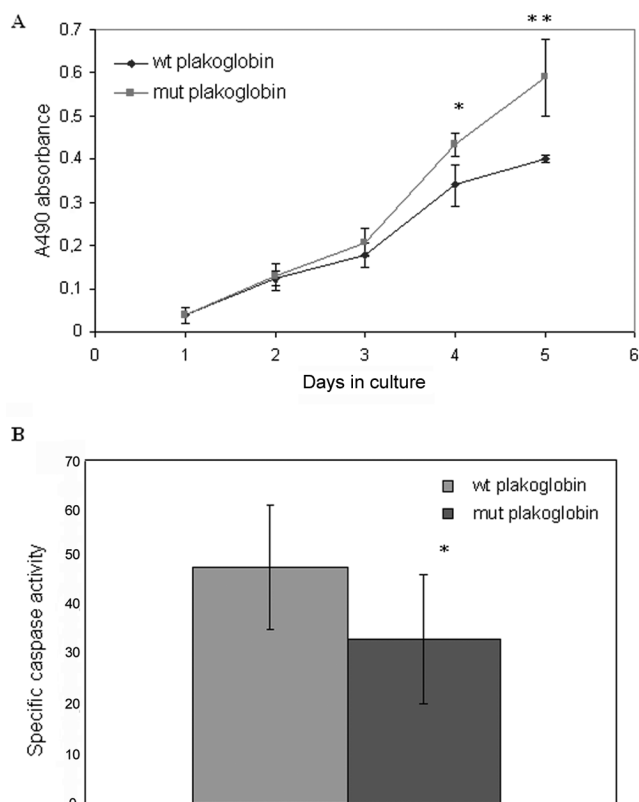 A
0.7
0.6
0.5
0.4
0.3
0.2
0.1
0
A490 absorbance
wt plakoglobin
mut plakoglobin
*
**
0 1 2 3 4 5 6
Days in culture
B
70
60
50
40
30
20
10
0
Specific caspase activity
wt plakoglobin
mut plakoglobin
*